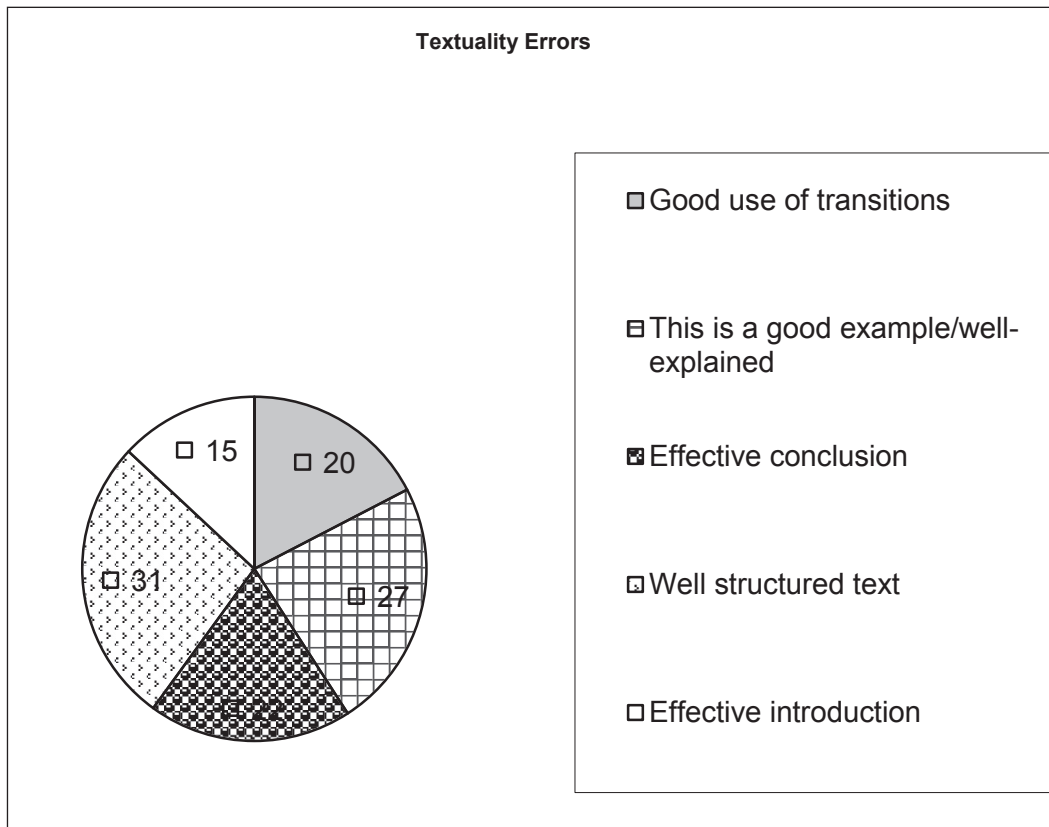 Textuality Errors
Good use of transitions
This is a good example/well-
explained
Effective conclusion
Well structured text
Effective introduction
15
20
31
27